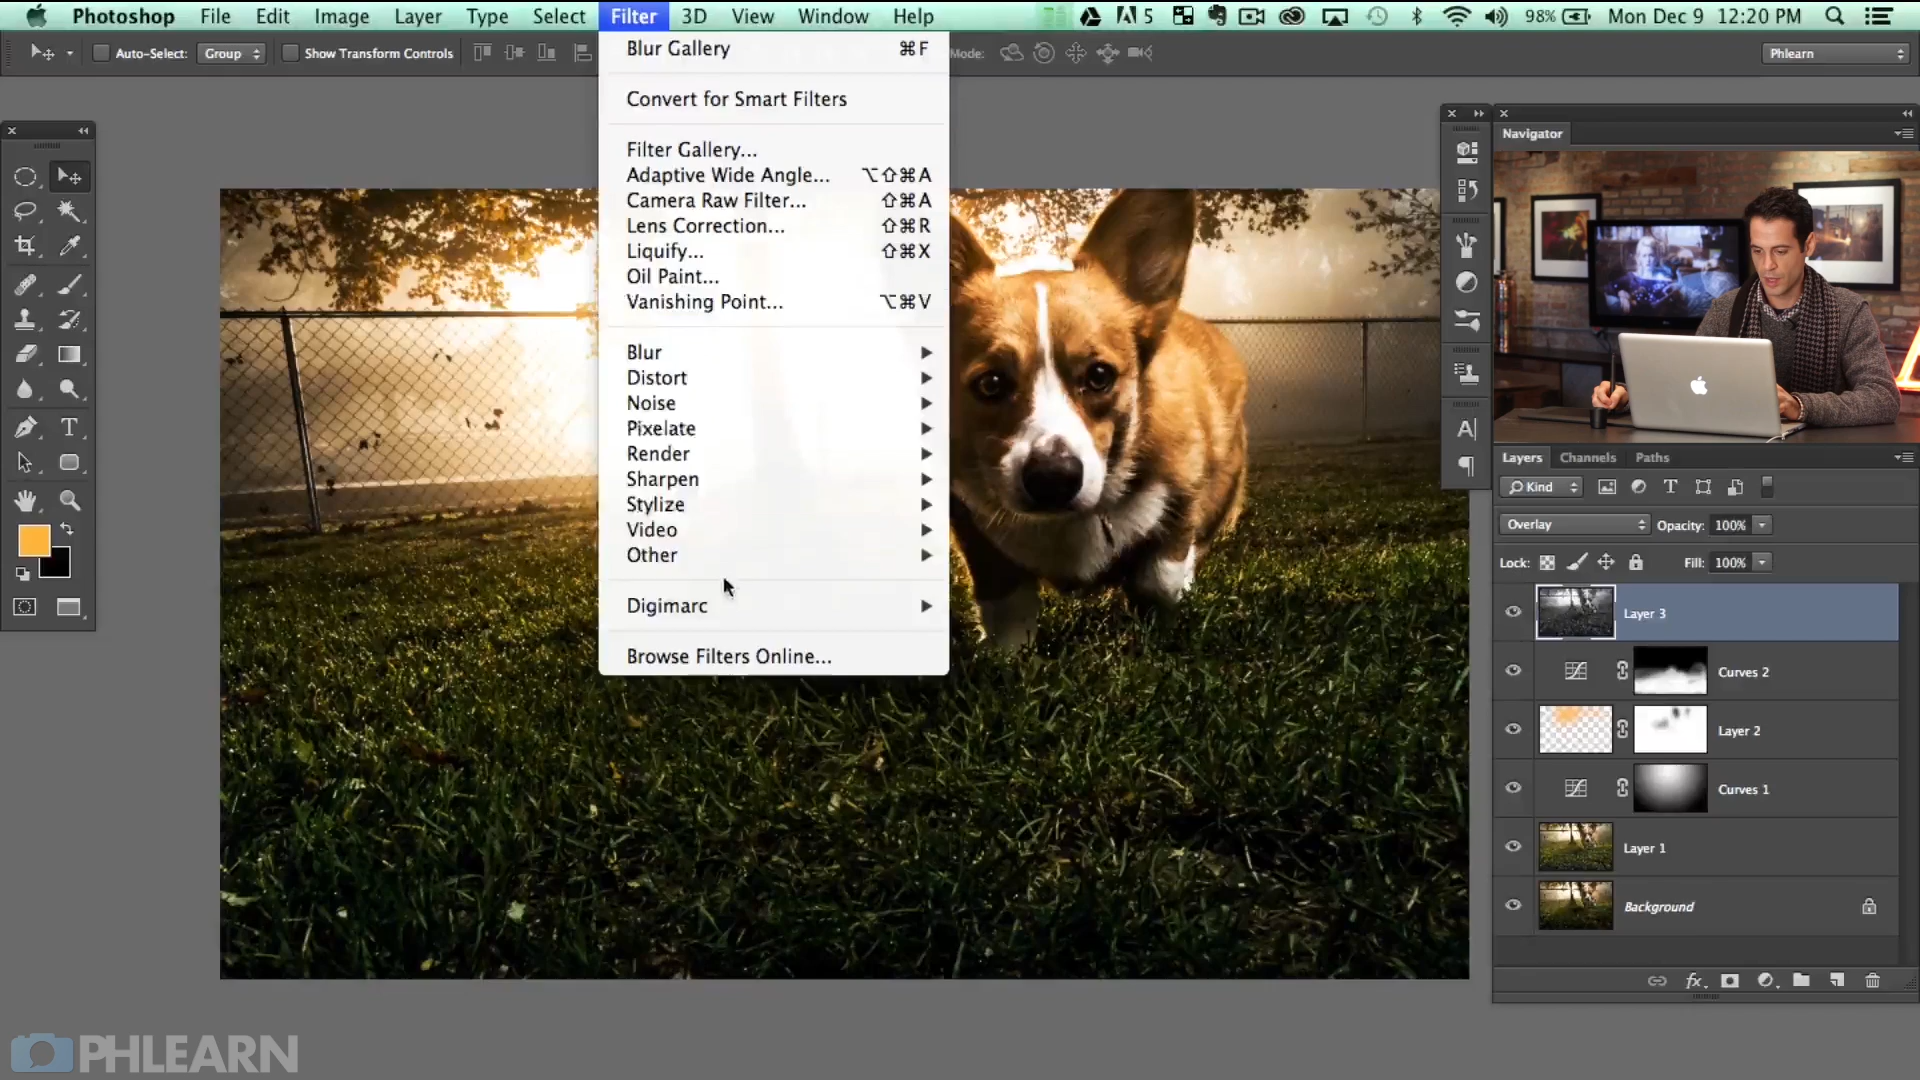 Photoshop File Edit Image Layer Type Select Filter 3D View Window Help 5 98% Mon Dec 9 12:20 PM
Auto-Select: Group Show Transform Controls Mode: Phlearn
Blur Gallery ⌘F
Convert for Smart Filters
Filter Gallery...
Adaptive Wide Angle... ⌥⇧⌘A
Camera Raw Filter... ⇧⌘A
Lens Correction... ⇧⌘R
Liquify... ⇧⌘X
Oil Paint...
Vanishing Point... ⌥⌘V
Blur
Distort
Noise
Pixelate
Render
Sharpen
Stylize
Video
Other
Digimarc
Browse Filters Online...
Navigator
Layers Channels Paths
Kind
Overlay Opacity: 100%
Lock: Fill: 100%
Layer 3
Curves 2
Layer 2
Curves 1
Layer 1
Background
PHLEARN